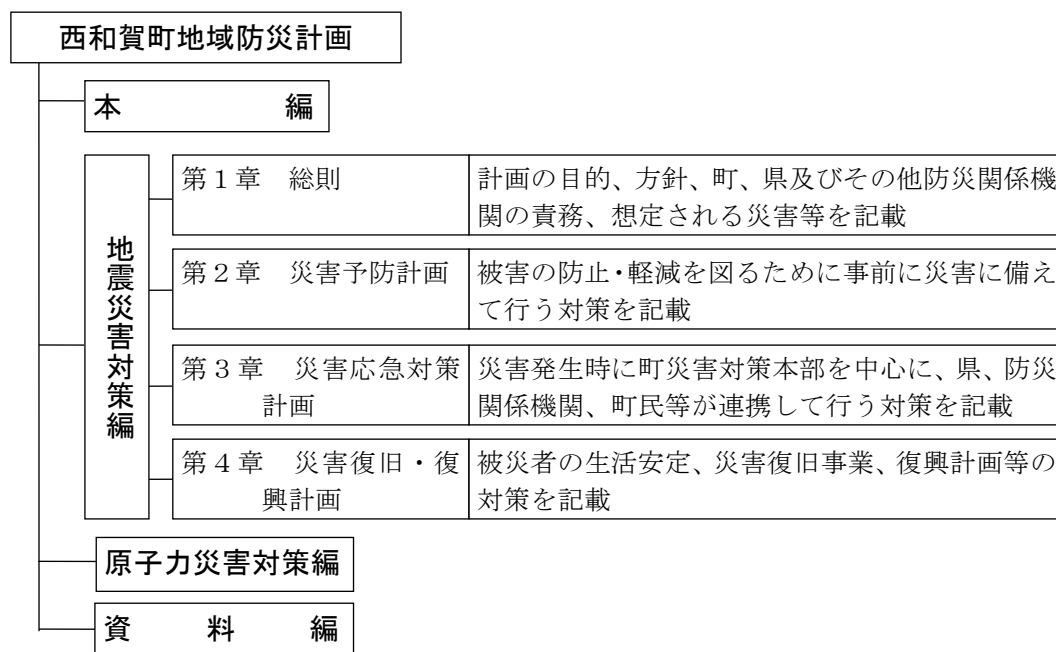 西和賀町地域防災計画
本　　　　　編
地震災害対策編
第１章　総則
計画の目的、方針、町、県及びその他防災関係機
関の責務、想定される災害等を記載
第２章　災害予防計画
被害の防止・軽減を図るために事前に災害に備え
て行う対策を記載
第３章　災害応急対策
計画
災害発生時に町災害対策本部を中心に、県、防災
関係機関、町民等が連携して行う対策を記載
第４章　災害復旧・復
興計画
被災者の生活安定、災害復旧事業、復興計画等の
対策を記載
原子力災害対策編
資　　料　　編